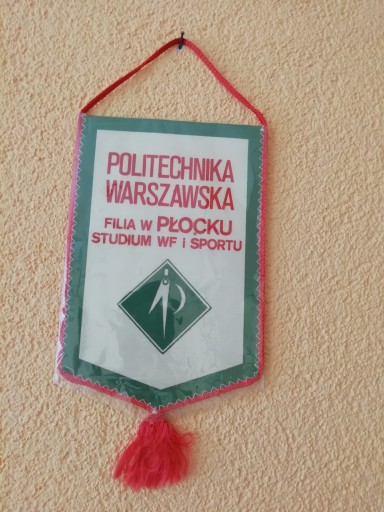 POLITECHNIKA
WARSZAWSKA
FILIA W PŁOCKU
STUDIUM WF i SPORTU